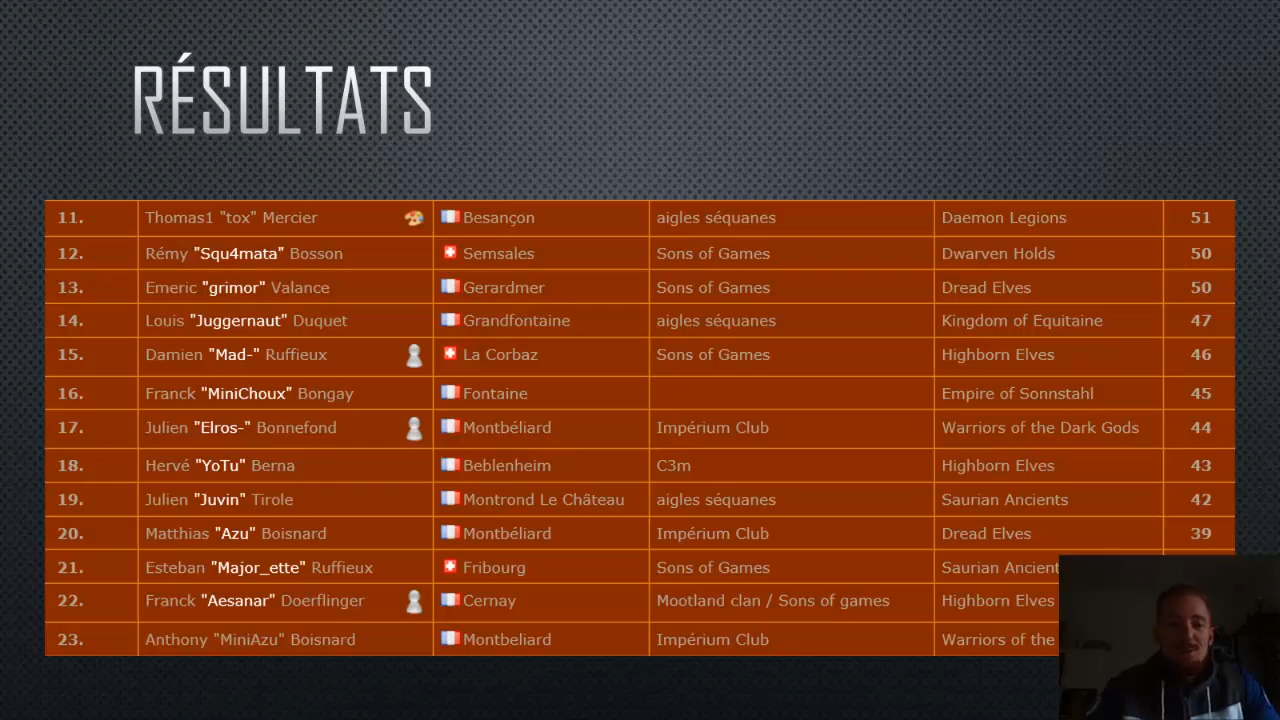 RÉSULTATS
11. Thomas1 "tox" Mercier Besançon aigles séquanes Daemon Legions 51
12. Rémy "Squ4mata" Bosson Semsales Sons of Games Dwarven Holds 50
13. Emeric "grimor" Valance Gerardmer Sons of Games Dread Elves 50
14. Louis "Juggernaut" Duquet Grandfontaine aigles séquanes Kingdom of Equitaine 47
15. Damien "Mad-" Ruffieux La Corbaz Sons of Games Highborn Elves 46
16. Franck "MiniChoux" Bongay Fontaine Empire of Sonnstahl 45
17. Julien "Elros-" Bonnefond Montbéliard Impérium Club Warriors of the Dark Gods 44
18. Hervé "YoTu" Berna Beblenheim C3m Highborn Elves 43
19. Julien "Juvin" Tirole Montrond Le Château aigles séquanes Saurian Ancients 42
20. Matthias "Azu" Boisnard Montbéliard Impérium Club Dread Elves 39
21. Esteban "Major_ette" Ruffieux Fribourg Sons of Games Saurian Ancient
22. Franck "Aesanar" Doerflinger Cernay Mootland clan / Sons of games Highborn Elves
23. Anthony "MiniAzu" Boisnard Montbeliard Impérium Club Warriors of the